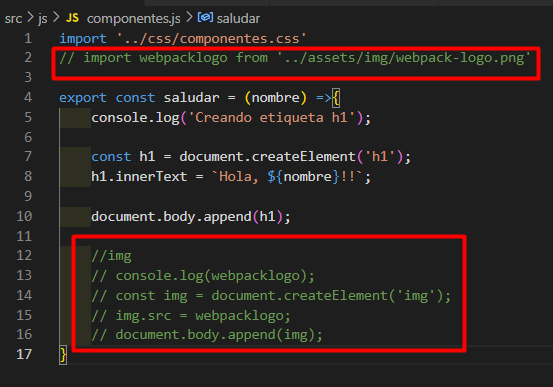 src > js > JS componentes.js > saludar
1 import '../css/componentes.css'
2 // import webpacklogo from '../assets/img/webpack-logo.png'
3
4 export const saludar = (nombre) =>{
5 console.log('Creando etiqueta h1');
6
7 const h1 = document.createElement('h1');
8 h1.innerText = `Hola, ${nombre}!!`;
9
10 document.body.append(h1);
11
12 //img
13 // console.log(webpacklogo);
14 // const img = document.createElement('img');
15 // img.src = webpacklogo;
16 // document.body.append(img);
17 }